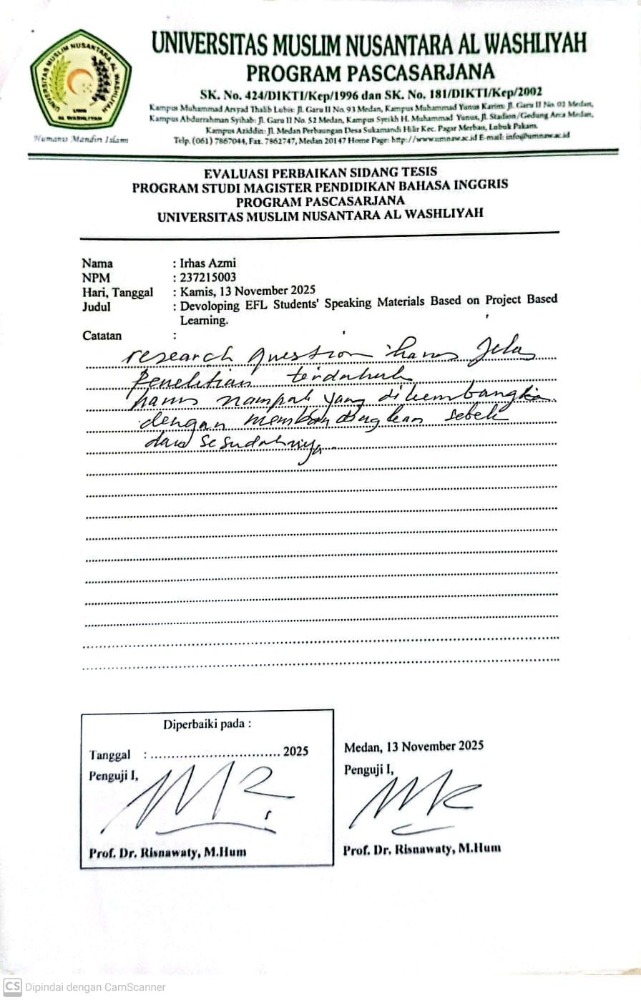 UNIVERSITAS MUSLIM NUSANTARA AL WASHLIYAH
PROGRAM PASCASARJANA
SK. No. 424/DIKTI/Kep/1996 dan SK. No. 181/DIKTI/Kep/2002
Kampus Muhammad Arsyad Thalib Lubis: Jl. Garu II No. 93 Medan, Kampus Muhammad Yunus Karim: Jl. Garu II No. 02 Medan,
Kampus Abdurrahman Syihab: Jl. Garu II No. 52 Medan, Kampus Syeikh H. Muhammad Yunus, Jl. Stadion/Gedung Arca Medan,
Kampus Aziddin: Jl. Medan Perbaungan Desa Sukamandi Hilir Kec. Pagar Merbau, Lubuk Pakam.
Telp. (061) 7867044, Fax. 7862747, Medan 20147 Home Page: http://www.umnaw.ac.id E-mail: info@umnaw.ac.id
UNIVERSITAS MUSLIM NUSANTARA AL WASHLIYAH
UMN
AL WASHLIYAH
EVALUASI PERBAIKAN SIDANG TESIS
PROGRAM STUDI MAGISTER PENDIDIKAN BAHASA INGGRIS
PROGRAM PASCASARJANA
UNIVERSITAS MUSLIM NUSANTARA AL WASHLIYAH
Nama : Irhas Azmi
NPM : 237215003
Hari, Tanggal : Kamis, 13 November 2025
Judul : Devoloping EFL Students' Speaking Materials Based on Project Based
Learning.
Catatan :
research question harus jelas
Penelitian terdahulu
harus nampak yang dikembangkan
dengan membandingkan
dan sesudahnya.
Diperbaiki pada :
Tanggal : .............................. 2025
Penguji I,
Prof. Dr. Risnawaty, M.Hum
Medan, 13 November 2025
Penguji I,
Prof. Dr. Risnawaty, M.Hum
CS Dipindai dengan CamScanner